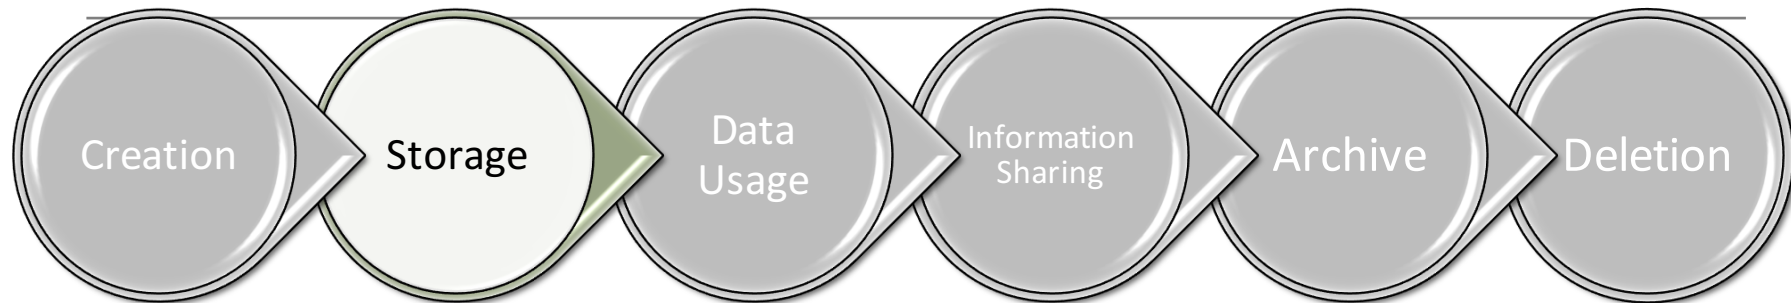 Creation
Storage
Data
Usage
Information
Sharing
Archive
Deletion